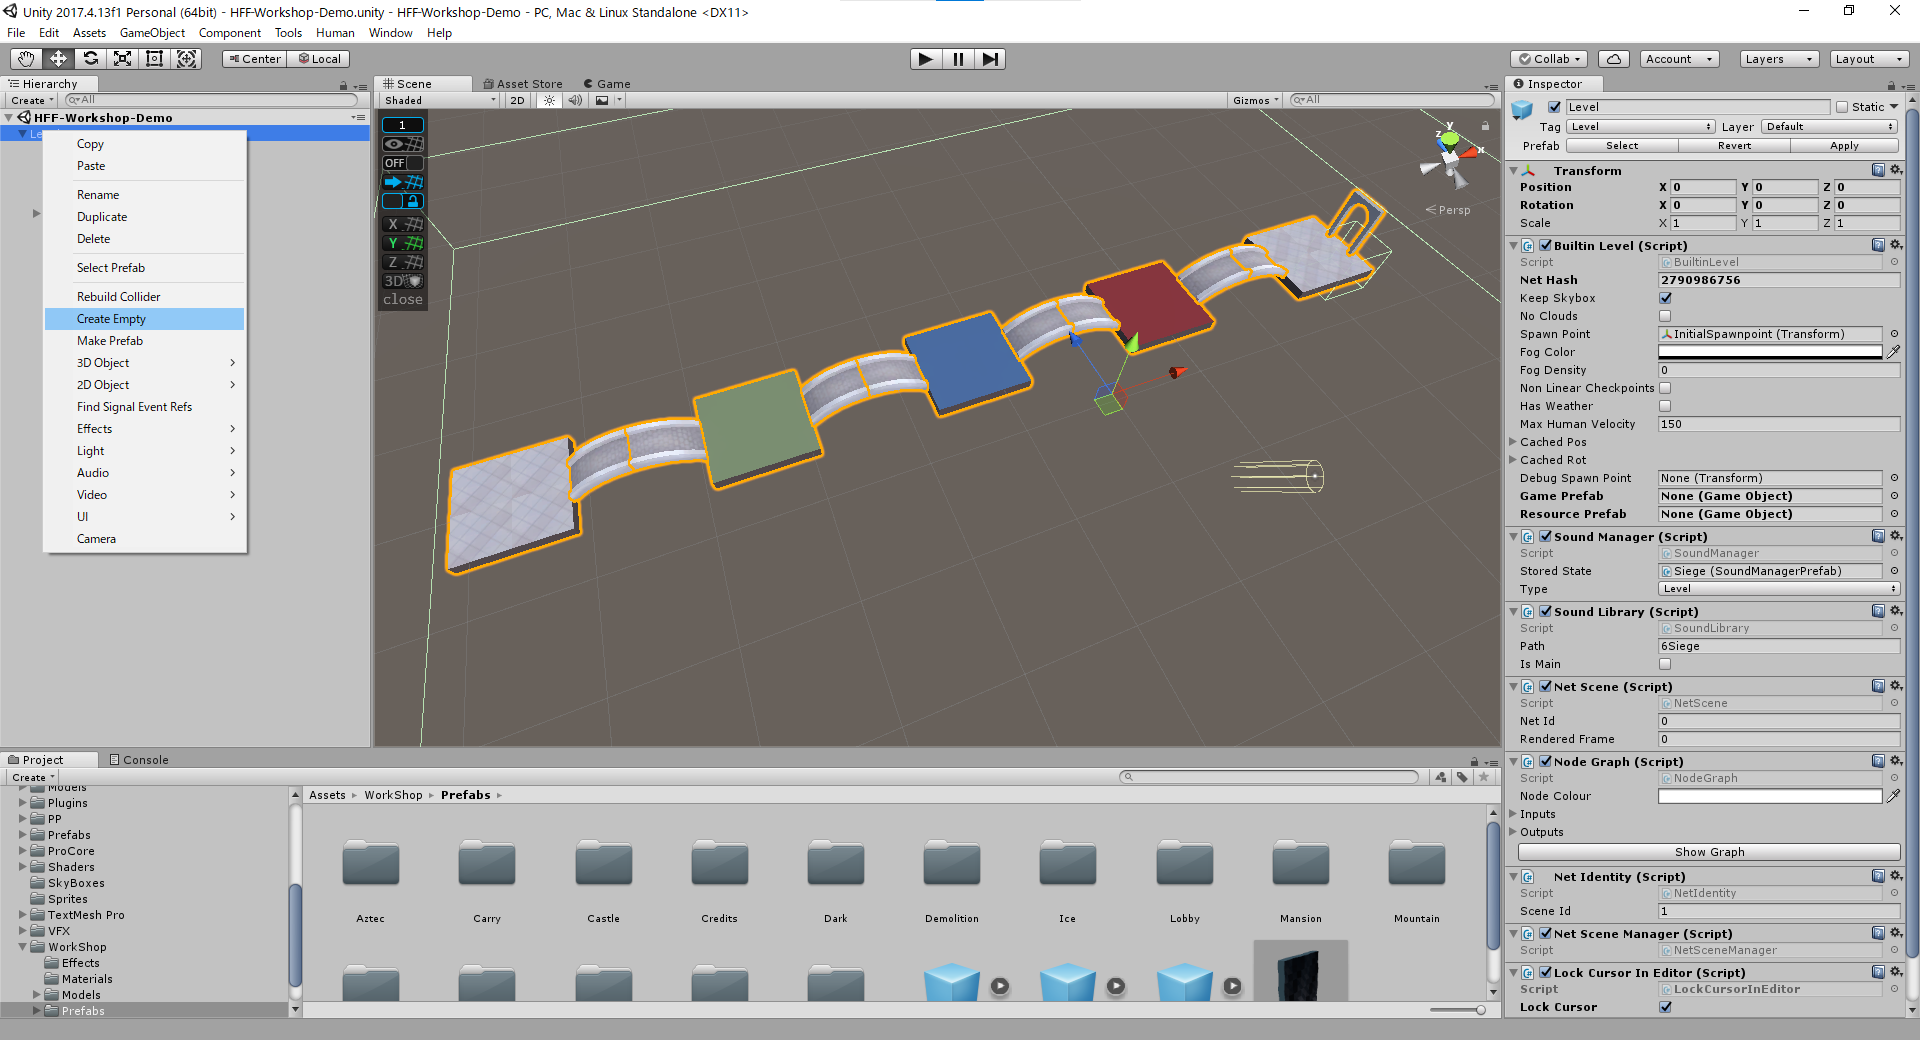 Unity 2017.4.13f1 Personal (64bit) - HFF-Workshop-Demo.unity - HFF-Workshop-Demo - PC, Mac & Linux Standalone <DX11>
File Edit Assets GameObject Component Tools Human Window Help
Center Local
Collab Account Layers Layout
Hierarchy
Create All
HFF-Workshop-Demo
Copy
Paste
Rename
Duplicate
Delete
Select Prefab
Rebuild Collider
Create Empty
Make Prefab
3D Object
2D Object
Find Signal Event Refs
Effects
Light
Audio
Video
UI
Camera
Scene Asset Store Game
Shaded 2D Gizmos All
1
OFF
X
Y
Z
3D
close
y
z
x
Persp
Project Console
Create
Models
Plugins
PP
Prefabs
ProCore
Shaders
SkyBoxes
Sprites
TextMesh Pro
VFX
WorkShop
Effects
Materials
Models
Prefabs
Assets WorkShop Prefabs
Aztec Carry Castle Credits Dark Demolition Ice Lobby Mansion Mountain
Inspector
Level Static
Tag Level Layer Default
Prefab Select Revert Apply
Transform
Position X 0 Y 0 Z 0
Rotation X 0 Y 0 Z 0
Scale X 1 Y 1 Z 1
Builtin Level (Script)
Script BuiltinLevel
Net Hash 2790986756
Keep Skybox
No Clouds
Spawn Point InitialSpawnpoint (Transform)
Fog Color
Fog Density 0
Non Linear Checkpoints
Has Weather
Max Human Velocity 150
Cached Pos
Cached Rot
Debug Spawn Point None (Transform)
Game Prefab None (Game Object)
Resource Prefab None (Game Object)
Sound Manager (Script)
Script SoundManager
Stored State Siege (SoundManagerPrefab)
Type Level
Sound Library (Script)
Script SoundLibrary
Path 6Siege
Is Main
Net Scene (Script)
Script NetScene
Net Id 0
Rendered Frame 0
Node Graph (Script)
Script NodeGraph
Node Colour
Inputs
Outputs
Show Graph
Net Identity (Script)
Script NetIdentity
Scene Id 1
Net Scene Manager (Script)
Script NetSceneManager
Lock Cursor In Editor (Script)
Script LockCursorInEditor
Lock Cursor